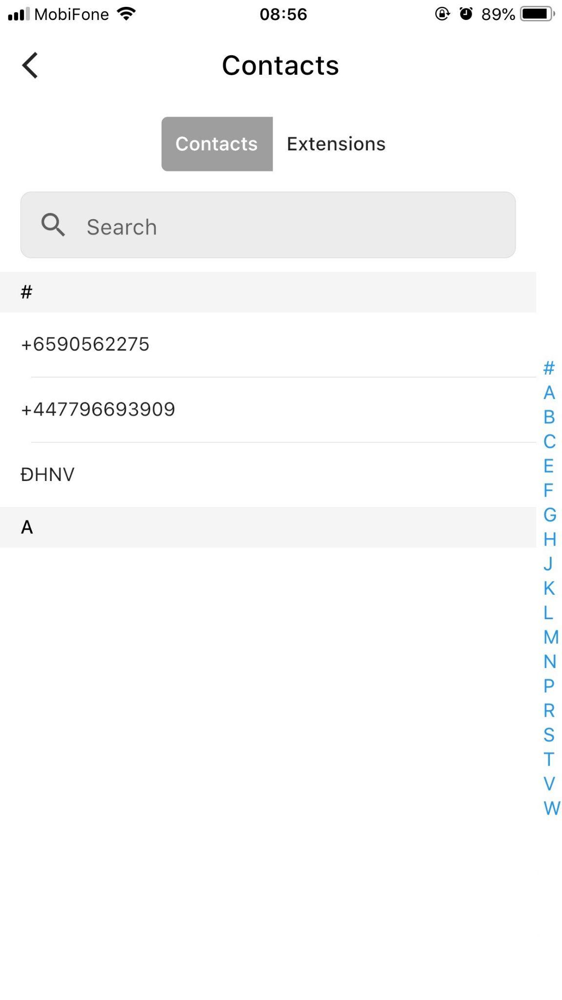 MobiFone 08:56 89%
Contacts
Contacts Extensions
Search
#
+6590562275
+447796693909
ĐHNV
A
#
A
B
C
E
F
G
H
J
K
L
M
N
P
R
S
T
V
W